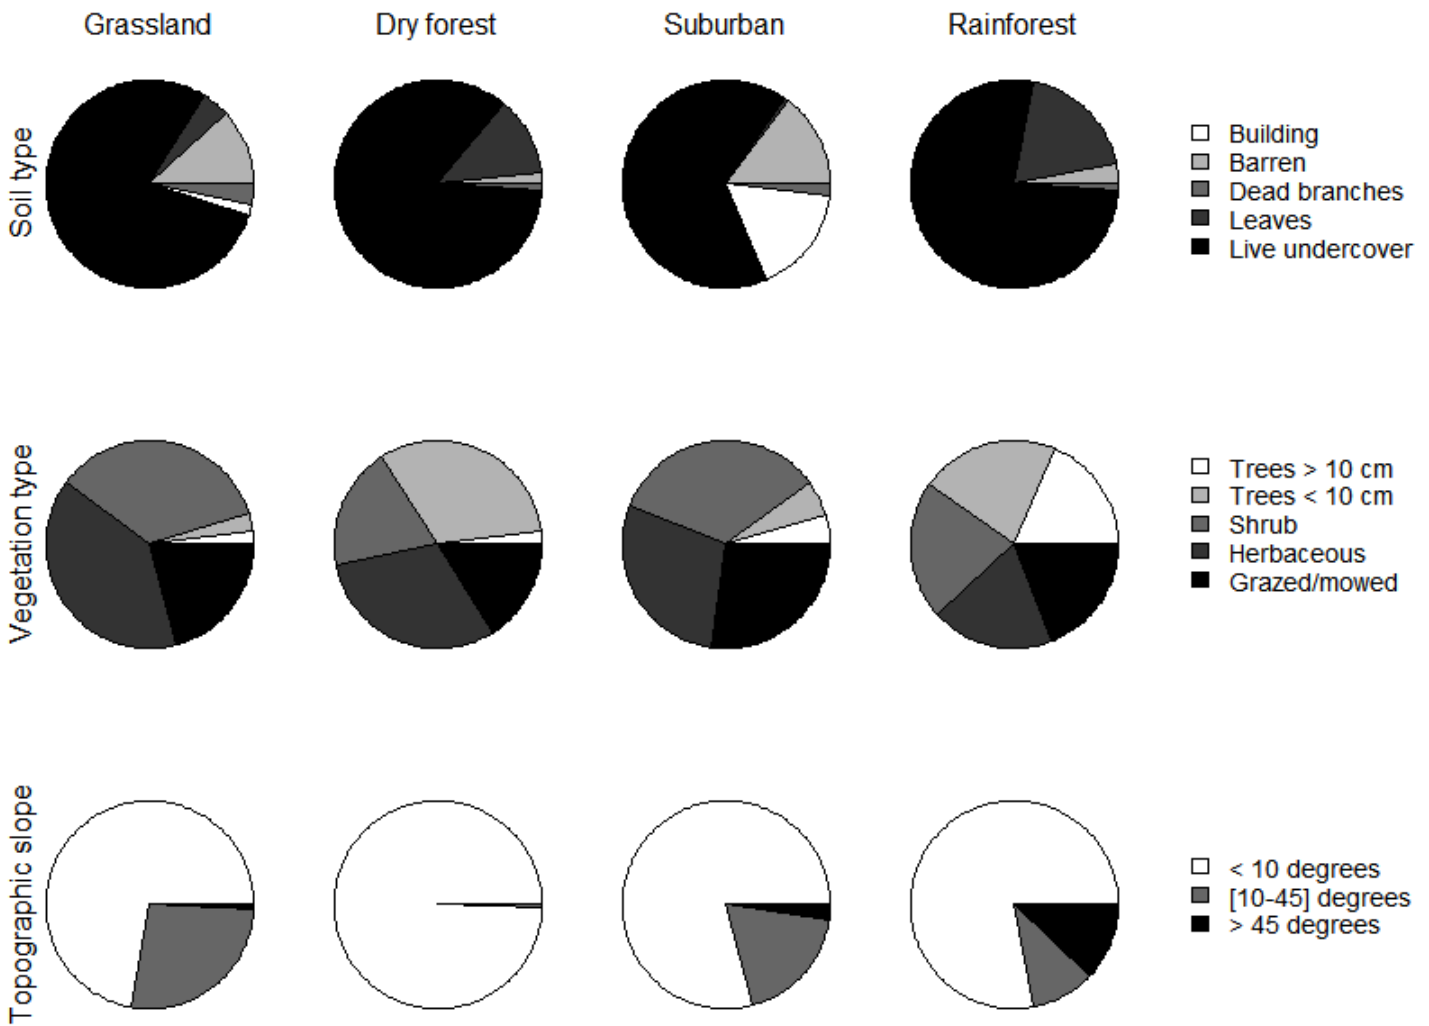 Grassland
Dry forest
Suburban
Rainforest
Soil type
Building
Barren
Dead branches
Leaves
Live undercover
Vegetation type
Trees > 10 cm
Trees < 10 cm
Shrub
Herbaceous
Grazed/mowed
Topographic slope
< 10 degrees
[10-45] degrees
> 45 degrees